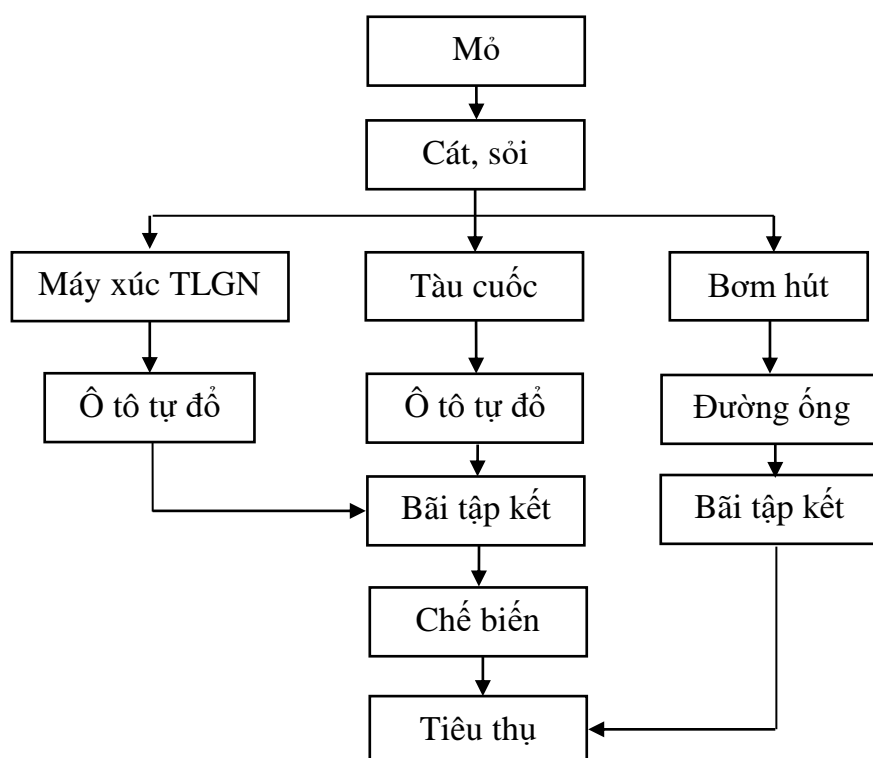 Mỏ
Cát, sỏi
Máy xúc TLGN
Tàu cuốc
Bơm hút
Ô tô tự đổ
Ô tô tự đổ
Đường ống
Bãi tập kết
Bãi tập kết
Chế biến
Tiêu thụ